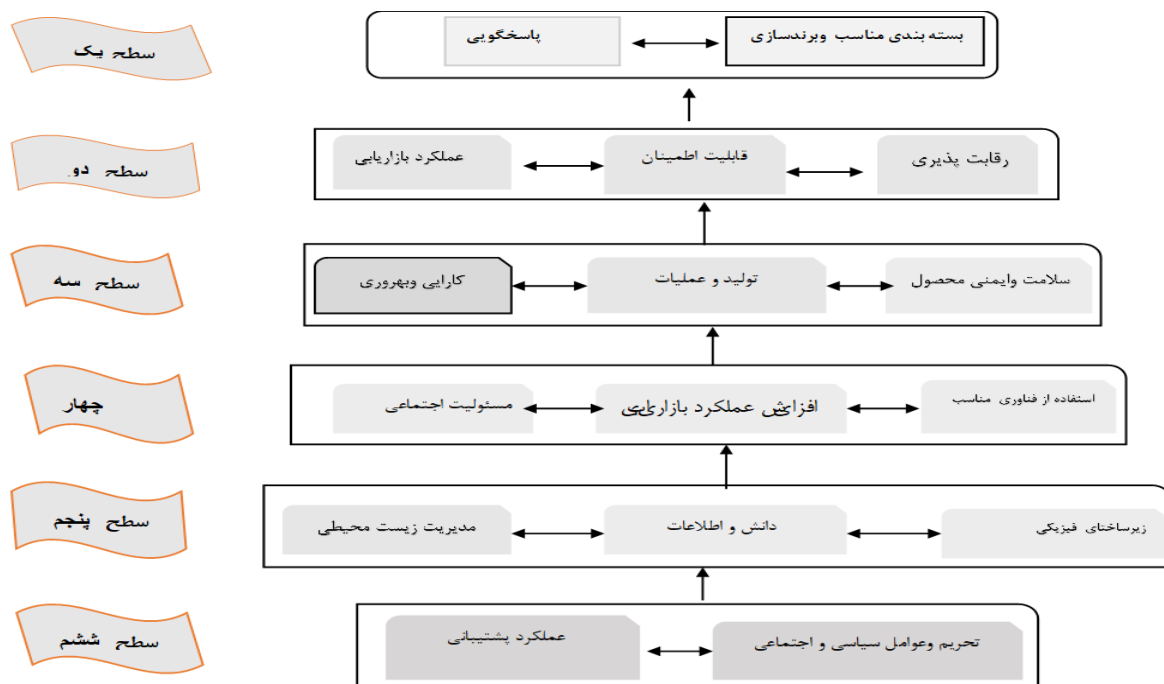 سطح یک
بسته بندی مناسب وبرندسازی
پاسخگویی
سطح دو
رقابت پذیری
قابلیت اطمینان
عملکرد بازاریابی
سطح سه
سلامت وایمنی محصول
تولید و عملیات
کارایی وبهروری
چهار
استفاده از فناوری مناسب
افزایش عملکرد بازاریابی
مسئولیت اجتماعی
سطح پنجم
زیرساختای فیزیکی
دانش و اطلاعات
مدیریت زیست محیطی
سطح ششم
تحریم وعوامل سیاسی و اجتماعی
عملکرد پشتیبانی